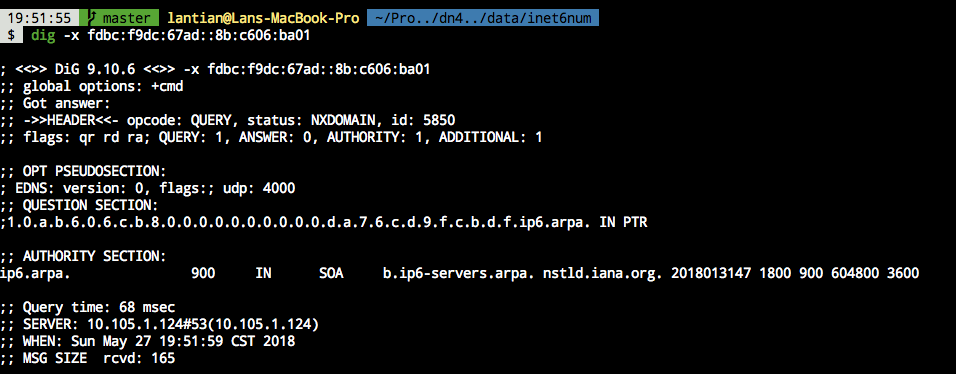 19:51:55 master lantian@Lans-MacBook-Pro ~/Pro../dn4../data/inet6num
$ dig -x fdbc:f9dc:67ad::8b:c606:ba01
; <<>> DiG 9.10.6 <<>> -x fdbc:f9dc:67ad::8b:c606:ba01
;; global options: +cmd
;; Got answer:
;; ->>HEADER<<- opcode: QUERY, status: NXDOMAIN, id: 5850
;; flags: qr rd ra; QUERY: 1, ANSWER: 0, AUTHORITY: 1, ADDITIONAL: 1
;; OPT PSEUDOSECTION:
; EDNS: version: 0, flags:; udp: 4000
;; QUESTION SECTION:
;1.0.a.b.6.0.6.c.b.8.0.0.0.0.0.0.0.0.0.0.d.a.7.6.c.d.9.f.c.b.d.f.ip6.arpa. IN PTR
;; AUTHORITY SECTION:
ip6.arpa. 900 IN SOA b.ip6-servers.arpa. nstld.iana.org. 2018013147 1800 900 604800 3600
;; Query time: 68 msec
;; SERVER: 10.105.1.124#53(10.105.1.124)
;; WHEN: Sun May 27 19:51:59 CST 2018
;; MSG SIZE rcvd: 165